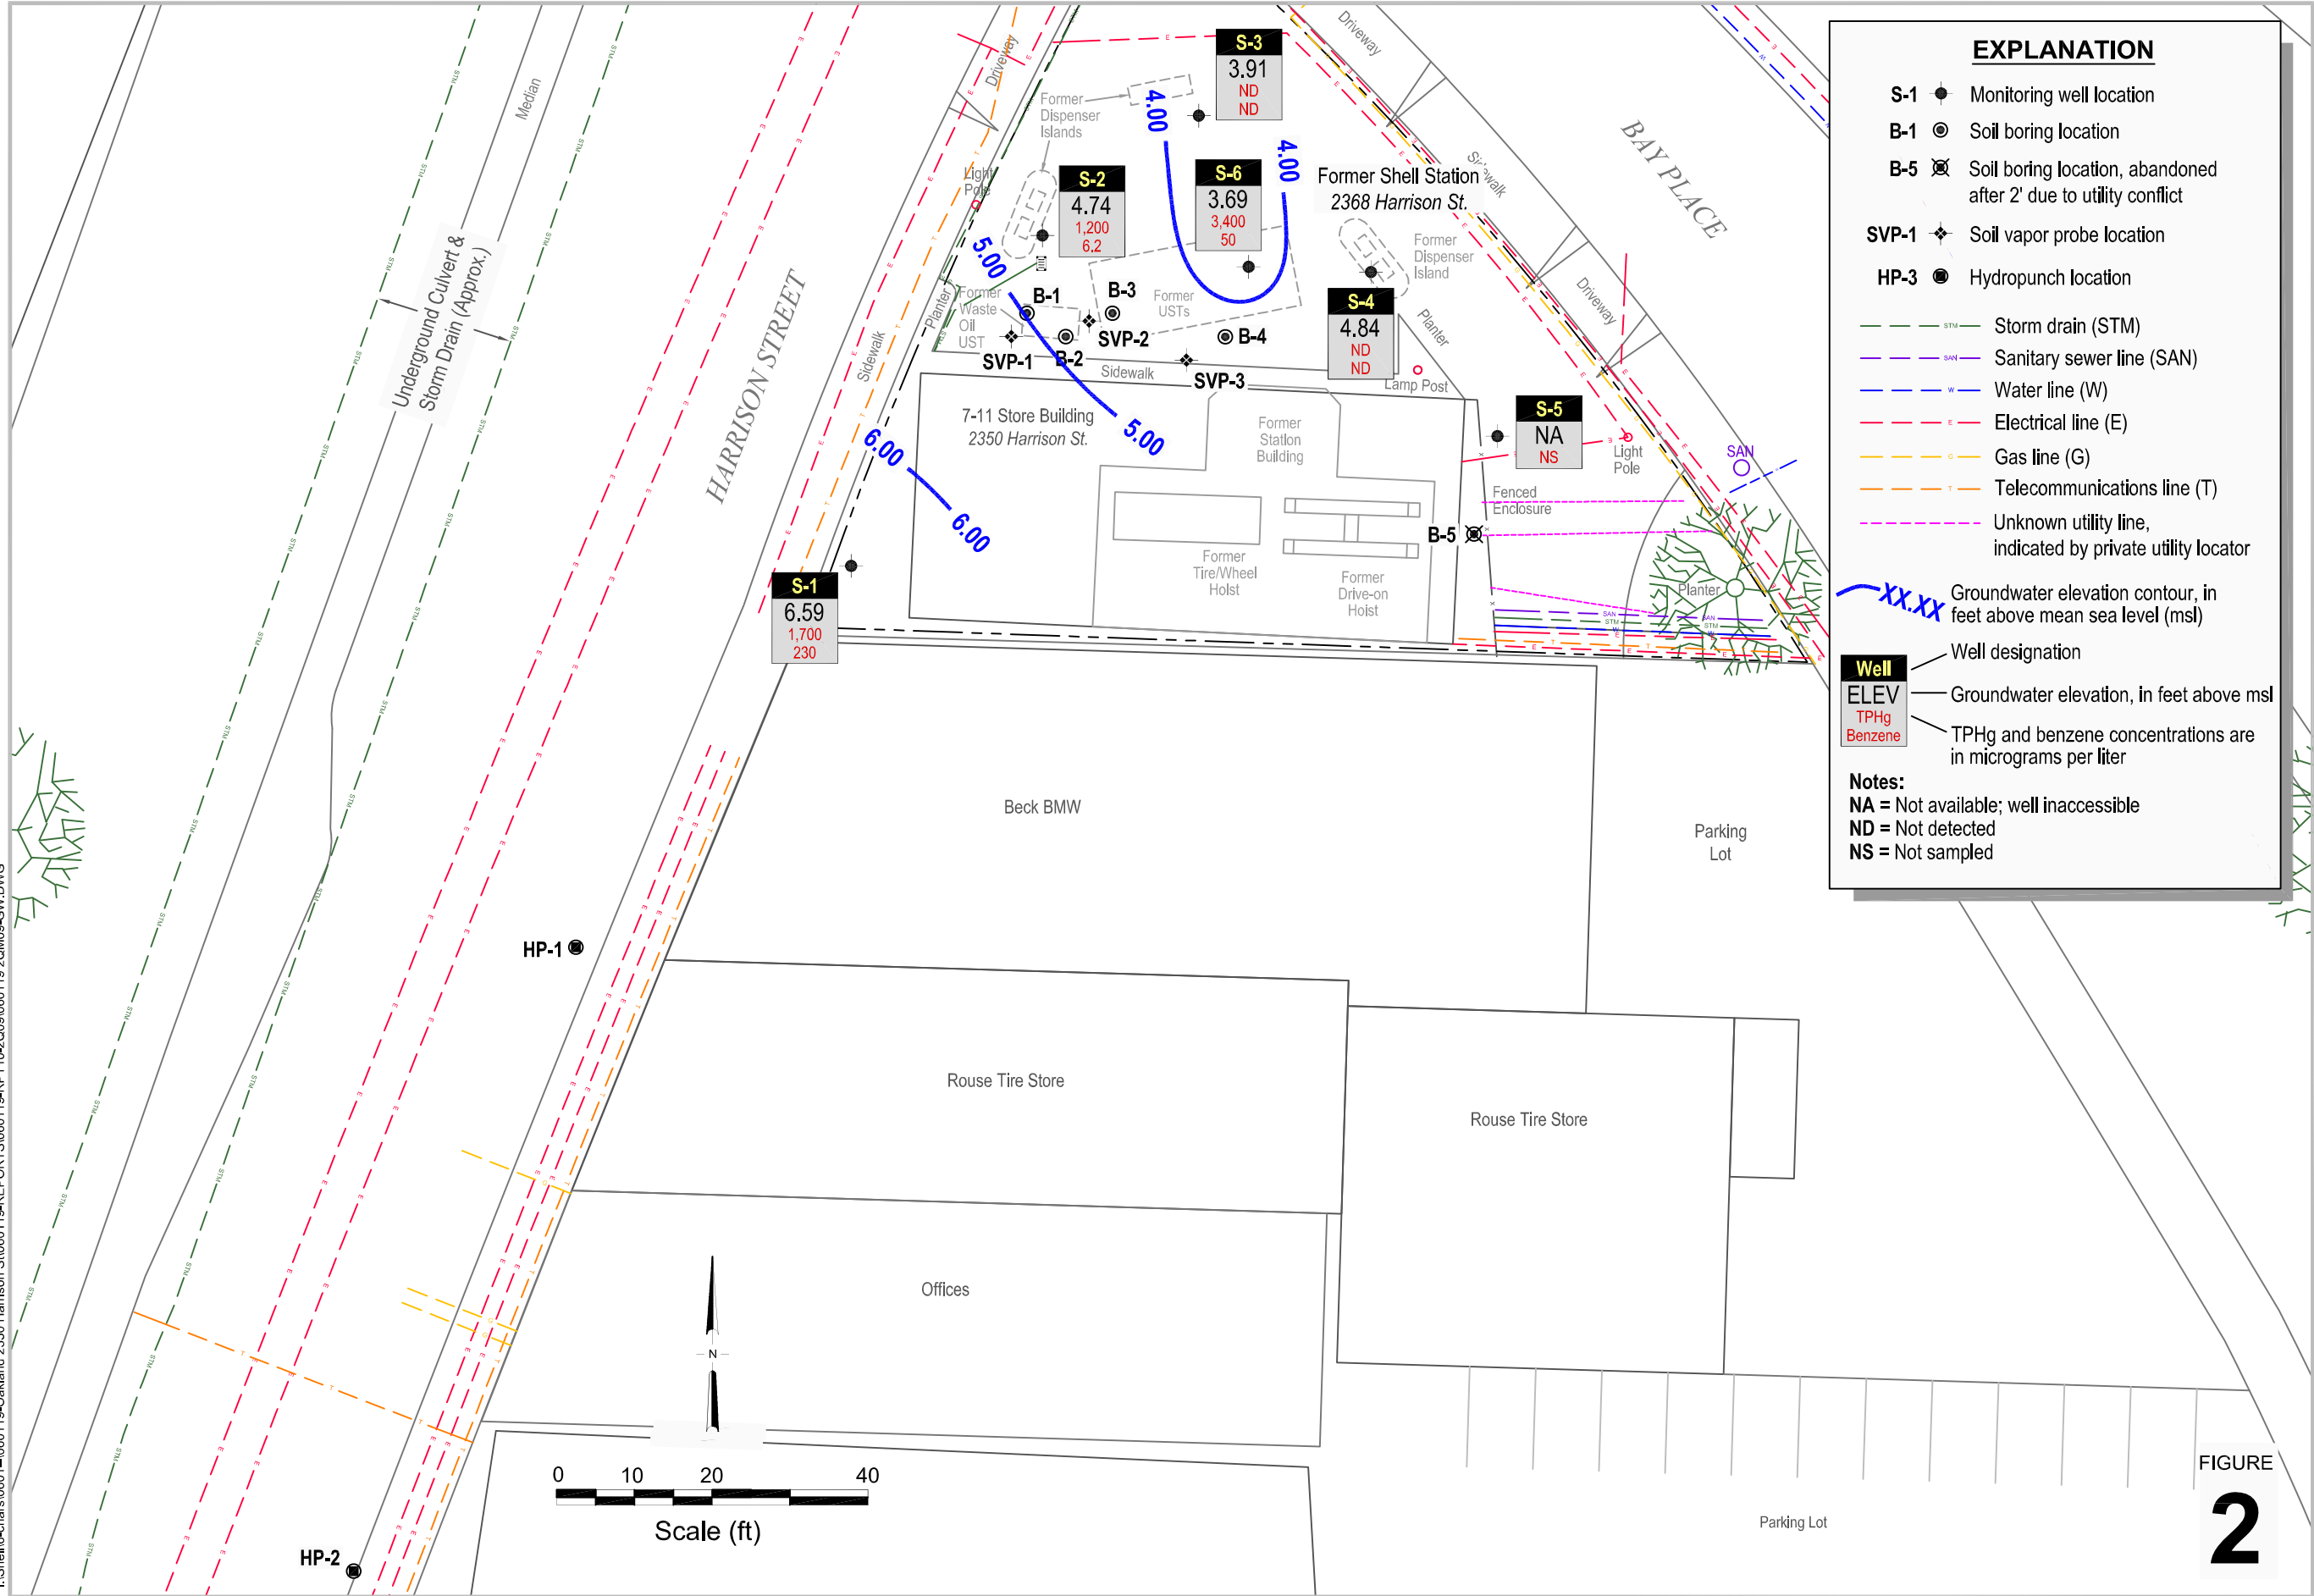 EXPLANATION
S-1 Monitoring well location
B-1 Soil boring location
B-5 Soil boring location, abandoned
after 2' due to utility conflict
SVP-1 Soil vapor probe location
HP-3 Hydropunch location
STM Storm drain (STM)
SAN Sanitary sewer line (SAN)
W Water line (W)
E Electrical line (E)
G Gas line (G)
T Telecommunications line (T)
Unknown utility line,
indicated by private utility locator
XX.XX Groundwater elevation contour, in
feet above mean sea level (msl)
Well
ELEV
TPHg
Benzene
Well designation
Groundwater elevation, in feet above msl
TPHg and benzene concentrations are
in micrograms per liter
Notes:
NA = Not available; well inaccessible
ND = Not detected
NS = Not sampled
Median
Driveway
Driveway
Driveway
BAY PLACE
Sidewalk
HARRISON STREET
Sidewalk
Underground Culvert &
Storm Drain (Approx.)
Former
Dispenser
Islands
Light
Pole
S-3
3.91
ND
ND
4.00
4.00
S-2
4.74
1,200
6.2
S-6
3.69
3,400
50
Former Shell Station
2368 Harrison St.
Former
Dispenser
Island
5.00
Planter
Former
Waste
Oil
UST
B-1
B-3
Former
USTs
SVP-1
B-2
SVP-2
B-4
SVP-3
Sidewalk
S-4
4.84
ND
ND
Planter
Lamp Post
7-11 Store Building
2350 Harrison St.
5.00
6.00
6.00
Former
Station
Building
S-5
NA
NS
Light
Pole
SAN
Fenced
Enclosure
B-5
Former
Tire/Wheel
Hoist
Former
Drive-on
Hoist
Planter
S-1
6.59
1,700
230
Beck BMW
Parking
Lot
HP-1
Rouse Tire Store
Rouse Tire Store
Offices
N
0 10 20 40
Scale (ft)
HP-2
Parking Lot
FIGURE
2